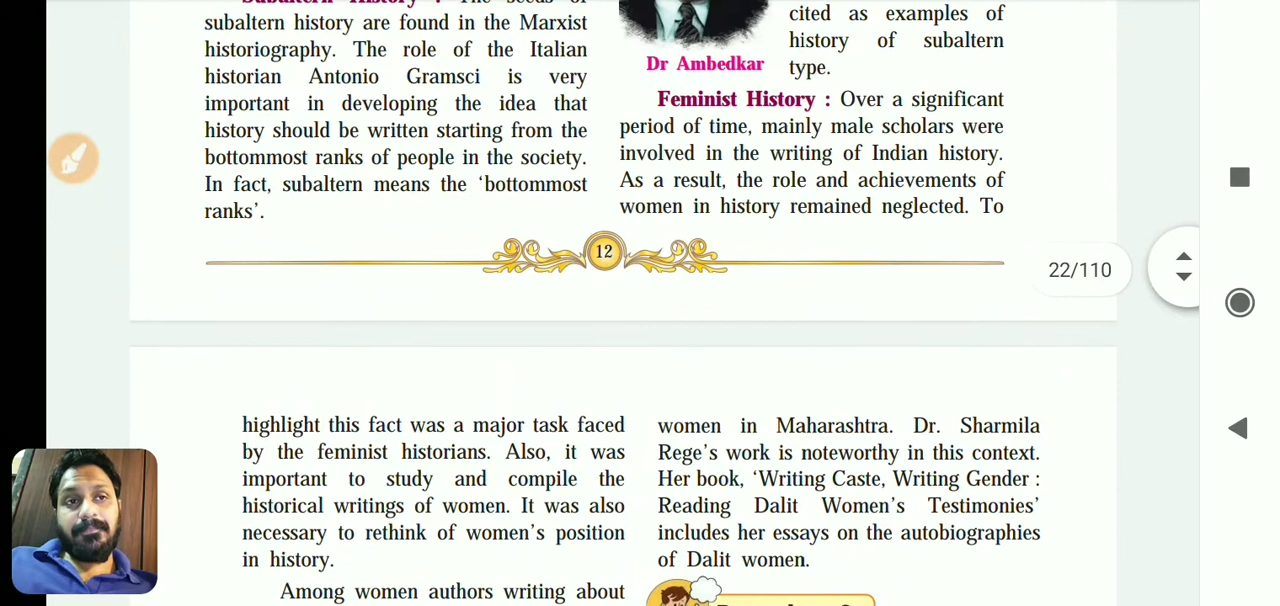 Subaltern History : The seeds of
subaltern history are found in the Marxist
historiography. The role of the Italian
historian Antonio Gramsci is very
important in developing the idea that
history should be written starting from the
bottommost ranks of people in the society.
In fact, subaltern means the ‘bottommost
ranks’.
Dr Ambedkar
cited as examples of
history of subaltern
type.
Feminist History : Over a significant
period of time, mainly male scholars were
involved in the writing of Indian history.
As a result, the role and achievements of
women in history remained neglected. To
12
22/110
highlight this fact was a major task faced
by the feminist historians. Also, it was
important to study and compile the
historical writings of women. It was also
necessary to rethink of women’s position
in history.
Among women authors writing about
women in Maharashtra. Dr. Sharmila
Rege’s work is noteworthy in this context.
Her book, ‘Writing Caste, Writing Gender :
Reading Dalit Women’s Testimonies’
includes her essays on the autobiographies
of Dalit women.